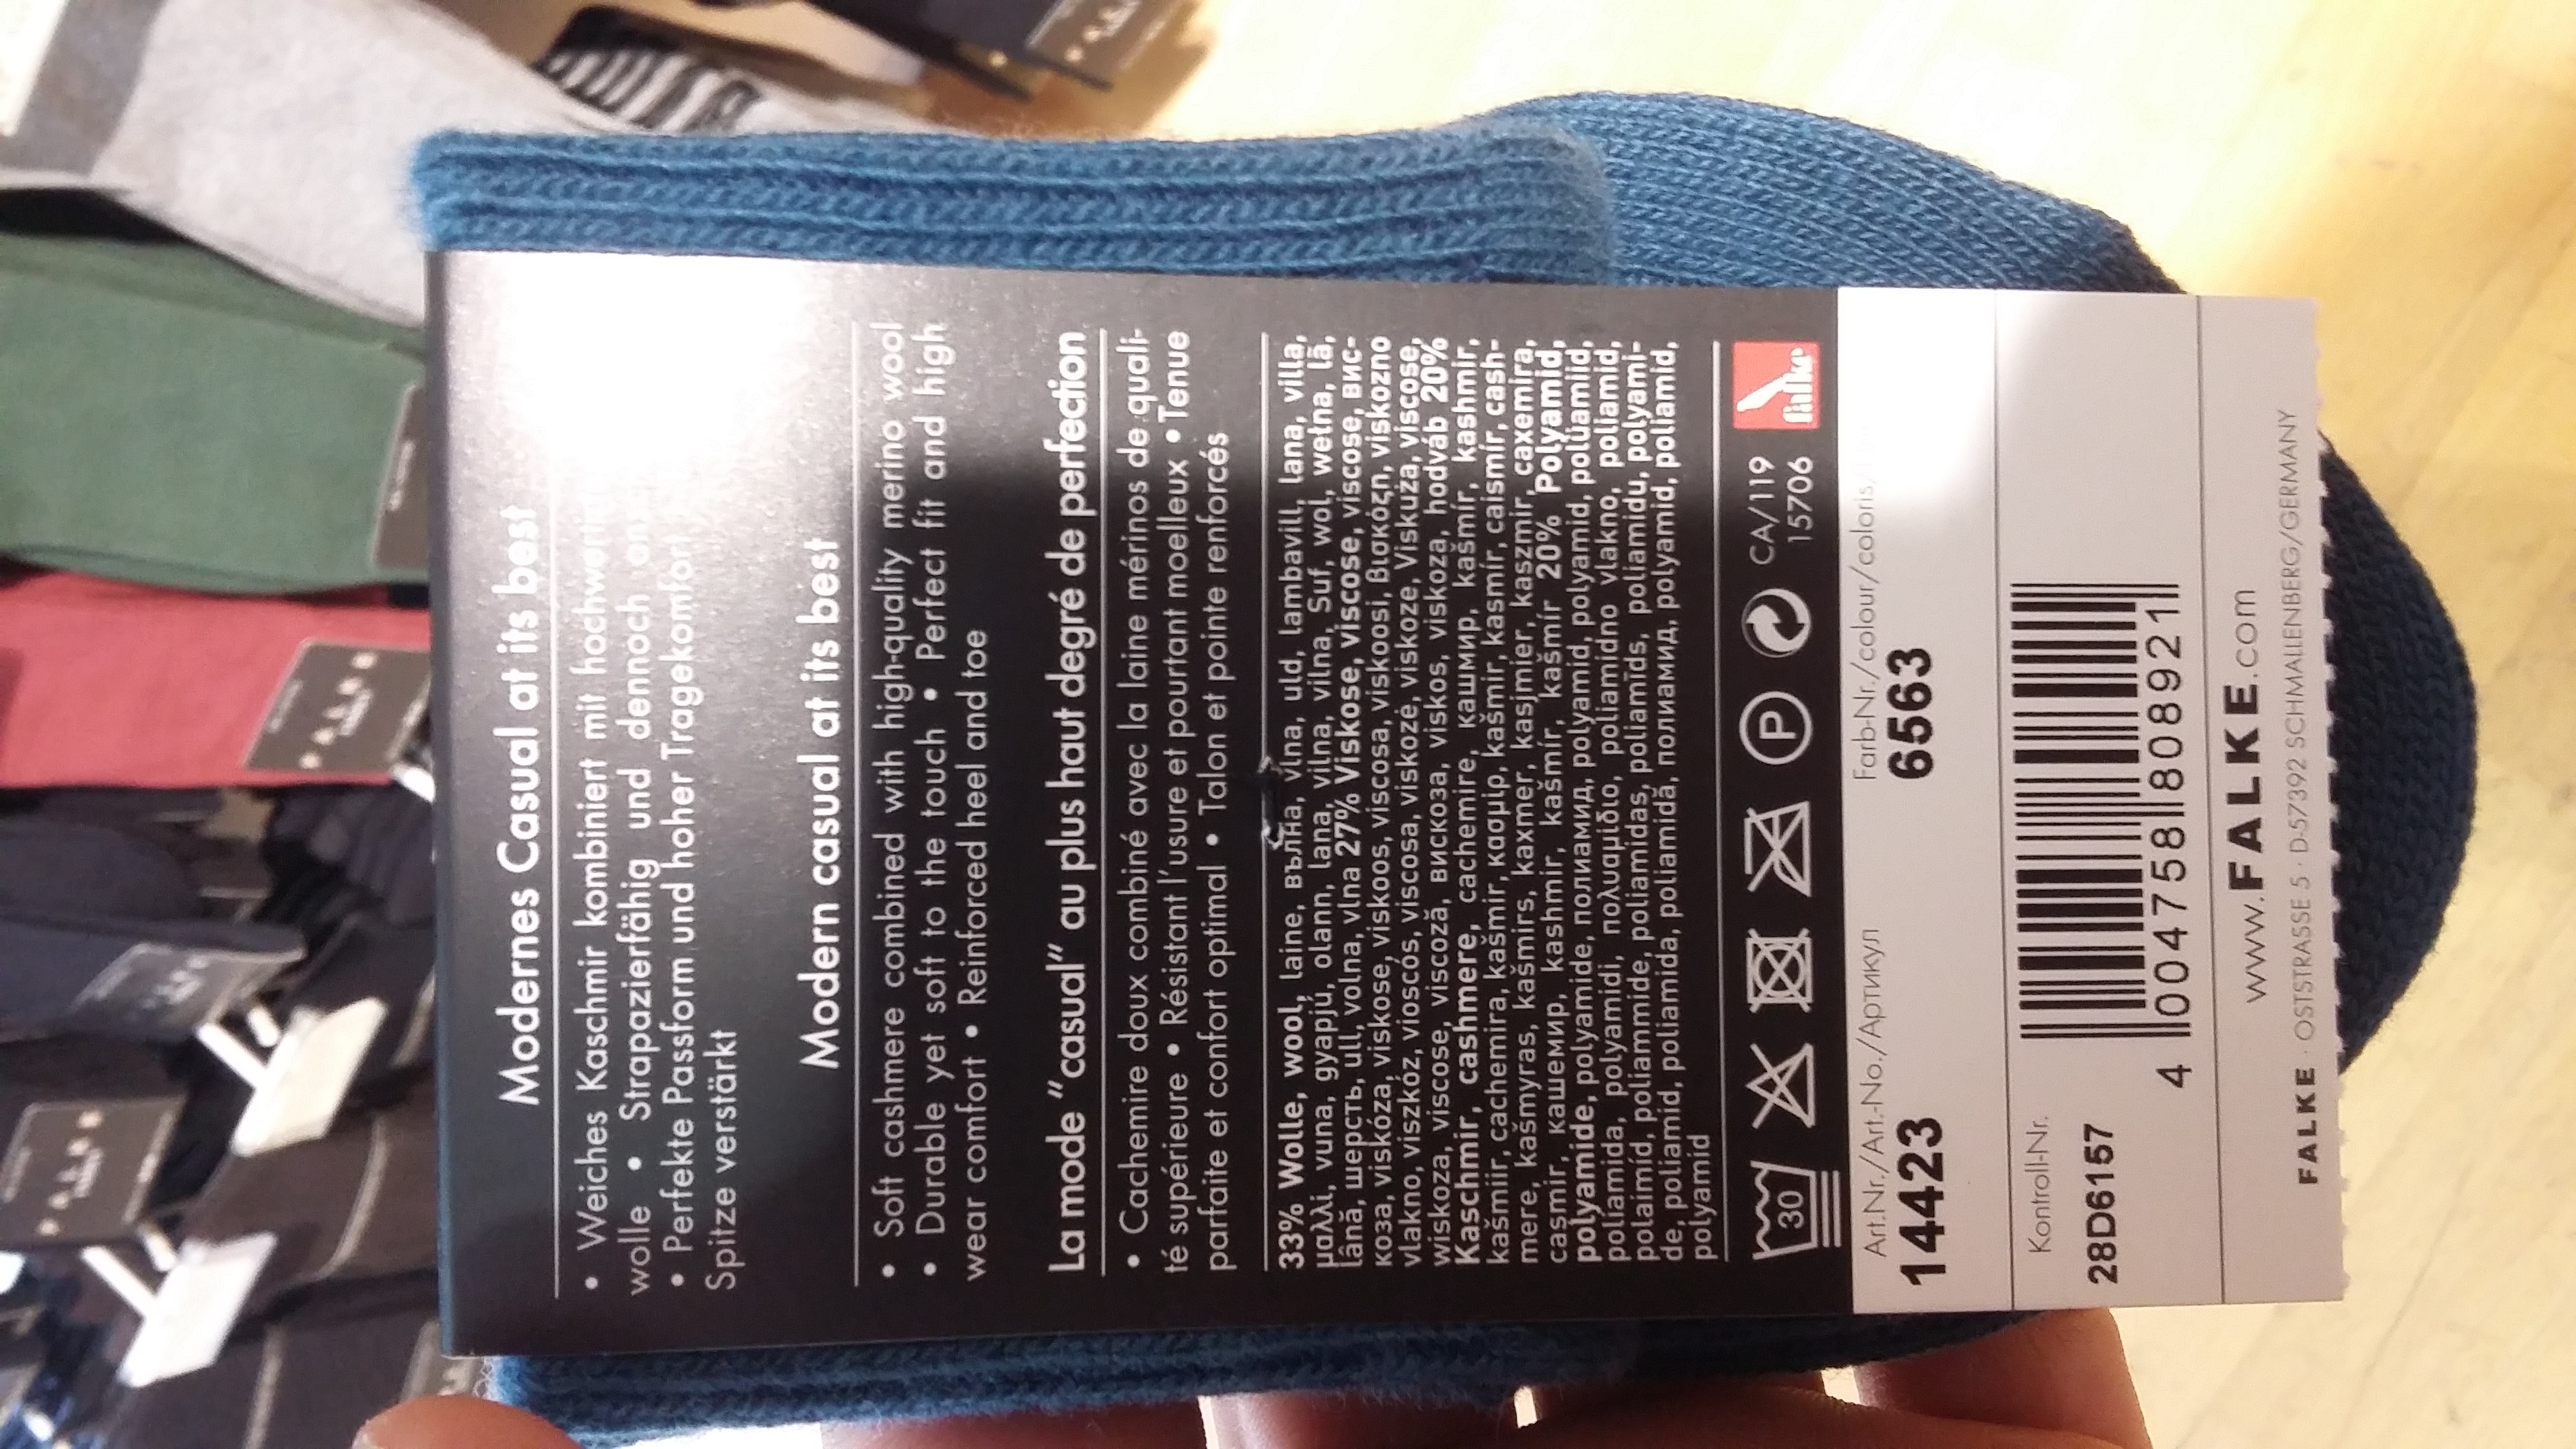 Modernes Casual at its best
• Weiches Kaschmir kombiniert mit
wolle • Strapazierfähig und dennoch
• Perfekte Passform und hoher Tragekomfort
Spitze verstärkt
Modern casual at its best
• Soft cashmere combined with high-quality merino wool
• Durable yet soft to the touch • Perfect fit and high
wear comfort • Reinforced heel and toe
La mode "casual" au plus haut degré de perfection
• Cachemire doux combiné avec la laine mérinos de quali-
té supérieure • Résistant l'usure et pourtant moelleux • Tenue
parfaite et confort optimal • Talon et pointe renforcés
33% Wolle, wool, laine, вълна, vlna, uld, lambavill, lana, villa,
μαλλί, vuna, gyapjú, olann, lana, vilna, vilna, Suf, wol, wełna, lã,
lână, шерсть, ull, volna, vlna 27% Viskose, viscose, viscose, вис-
коза, viskóza, viskose, viskoos, viscosa, viskoosi, βισκόζη, viskozno
vlakno, viszkóz, vioscós, viscosa, viskoze, viskozė, Viskuża, viscose,
wiskoza, viscose, viscoză, вискоза, viskos, viskoza, hodváb 20%
Kaschmir, cashmere, cachemire, кашмир, kašmír, kashmir,
kašmiir, cachemira, kašmir, κασμιρ, kašmir, kasmír, caismír, cash-
mere, kašmyras, kašmirs, kaxmer, kasjmier, kaszmir, caxemira,
caşmir, кашемир, kashmir, kašmir, kašmír 20% Polyamid,
polyamide, polyamide, полиамид, polyamid, polyamid, polüamiid,
poliamida, polyamidi, πολυαμίδιο, poliamidno vlakno, poliamid,
polaimíd, poliammide, poliamidas, poliamīds, poliamidu, polyami-
de, poliamid, poliamida, poliamidă, полиамид, polyamid, poliamid,
polyamid
30 P CA/119
15706
falke
Art.Nr./Art.-No./Артикул Farb-Nr./colour/coloris/
14423 6563
Kontroll-Nr.
28D6157
4 004758 808921
www.FALKE.com
FALKE · OSTSTRASSE 5 · D-57392 SCHMALLENBERG/GERMANY
FALKE
FALKE